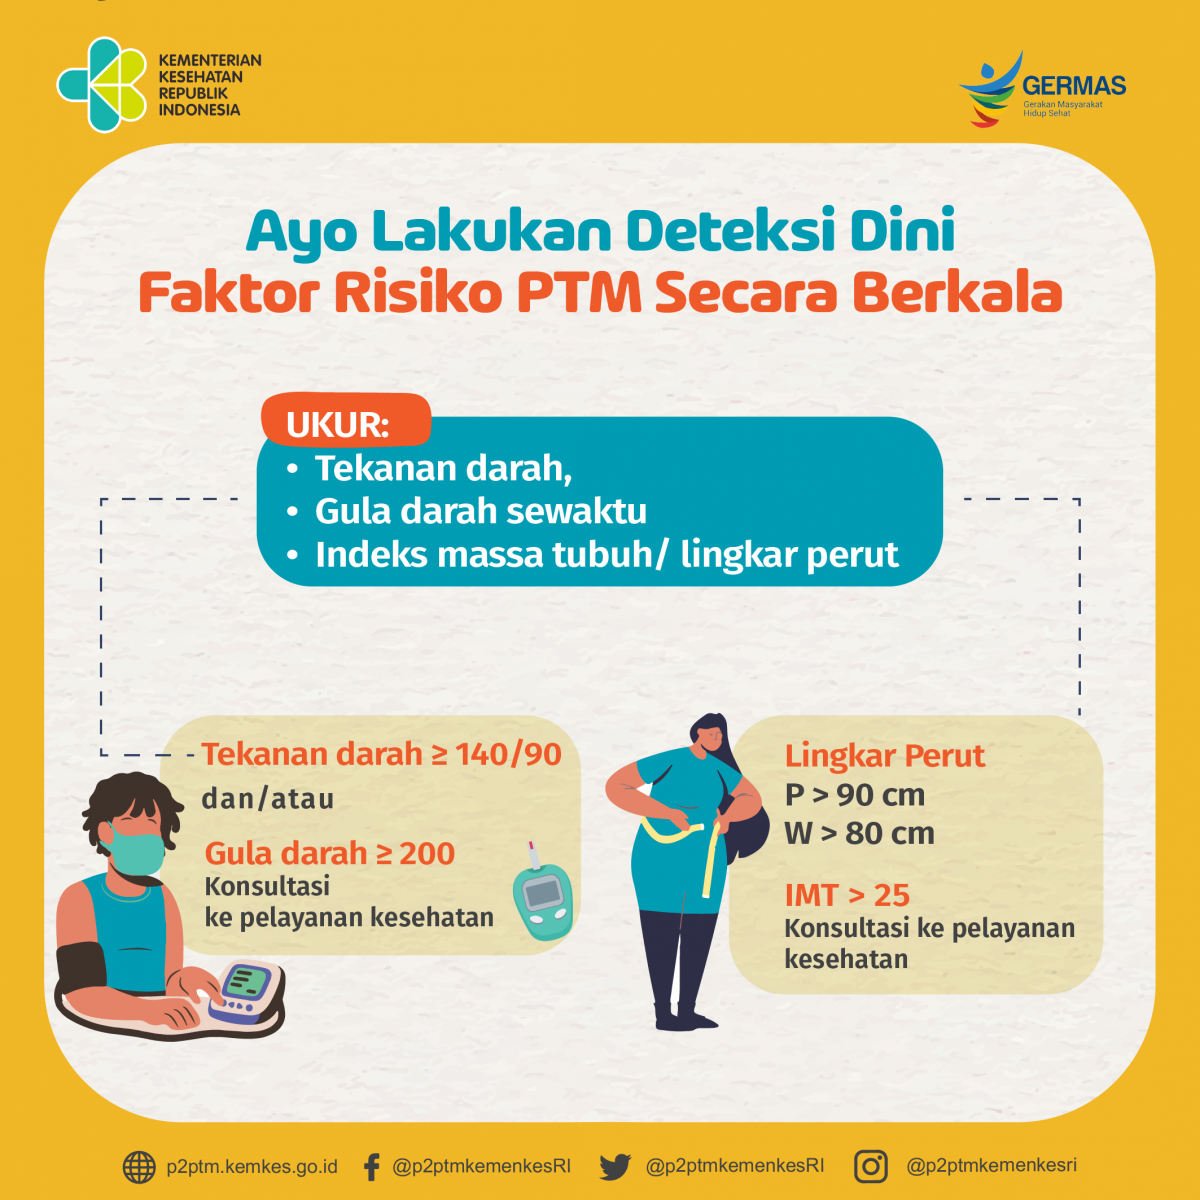 KEMENTERIAN
KESEHATAN
REPUBLIK
INDONESIA
GERMAS
Gerakan Masyarakat
Hidup Sehat
Ayo Lakukan Deteksi Dini
Faktor Risiko PTM Secara Berkala
UKUR:
• Tekanan darah,
• Gula darah sewaktu
• Indeks massa tubuh/ lingkar perut
Tekanan darah ≥ 140/90
dan/atau
Gula darah ≥ 200
Konsultasi
ke pelayanan kesehatan
Lingkar Perut
P > 90 cm
W > 80 cm
IMT > 25
Konsultasi ke pelayanan
kesehatan
p2ptm.kemkes.go.id
@p2ptmkemenkesRI
@p2ptmkemenkesRI
@p2ptmkemenkesri